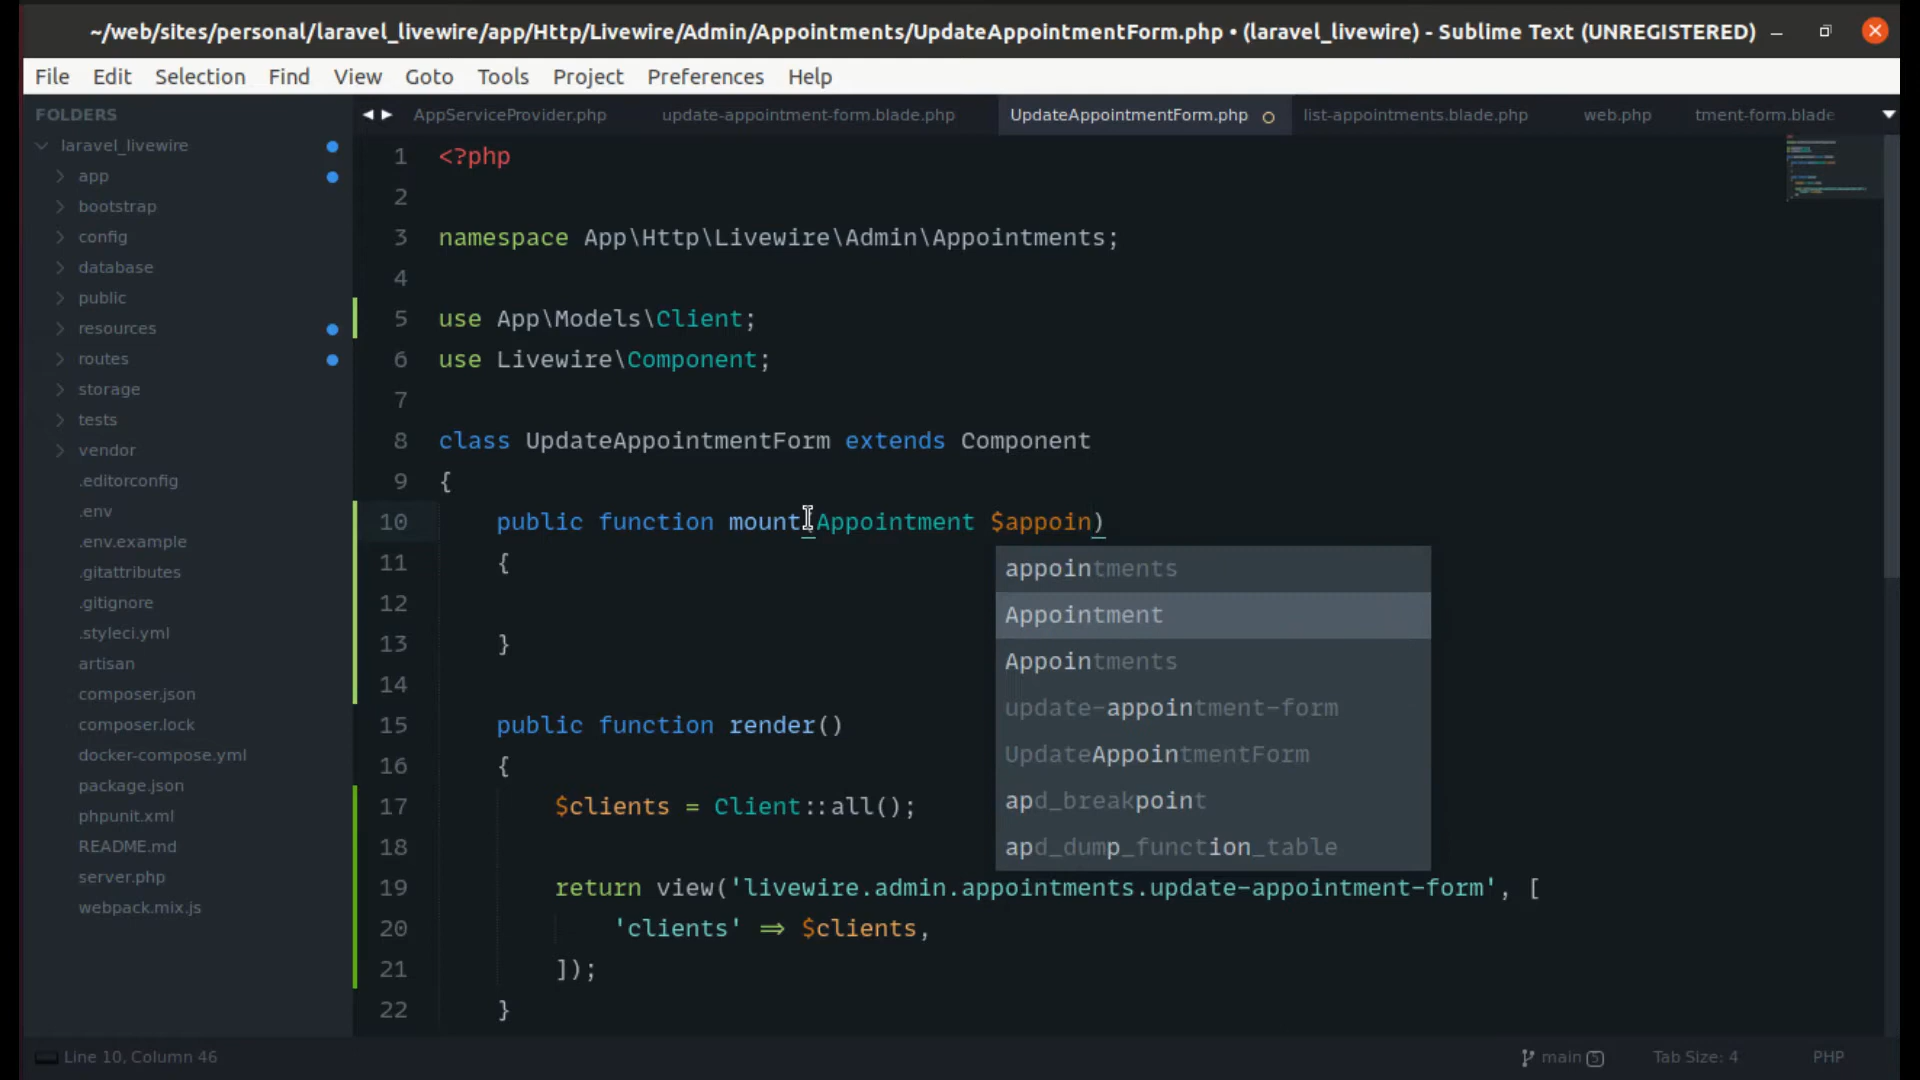 ~/web/sites/personal/laravel_livewire/app/Http/Livewire/Admin/Appointments/UpdateAppointmentForm.php • (laravel_livewire) - Sublime Text (UNREGISTERED)
File Edit Selection Find View Goto Tools Project Preferences Help
FOLDERS
laravel_livewire
app
bootstrap
config
database
public
resources
routes
storage
tests
vendor
.editorconfig
.env
.env.example
.gitattributes
.gitignore
.styleci.yml
artisan
composer.json
composer.lock
docker-compose.yml
package.json
phpunit.xml
README.md
server.php
webpack.mix.js
AppServiceProvider.php update-appointment-form.blade.php UpdateAppointmentForm.php list-appointments.blade.php web.php tment-form.blade
1 <?php
2
3 namespace App\Http\Livewire\Admin\Appointments;
4
5 use App\Models\Client;
6 use Livewire\Component;
7
8 class UpdateAppointmentForm extends Component
9 {
10 public function mount(Appointment $appoin)
11 {
12
13 }
14
15 public function render()
16 {
17 $clients = Client::all();
18
19 return view('livewire.admin.appointments.update-appointment-form', [
20 'clients' => $clients,
21 ]);
22 }
appointments
Appointment
Appointments
update-appointment-form
UpdateAppointmentForm
apd_breakpoint
apd_dump_function_table
Line 10, Column 46 main 5 Tab Size: 4 PHP